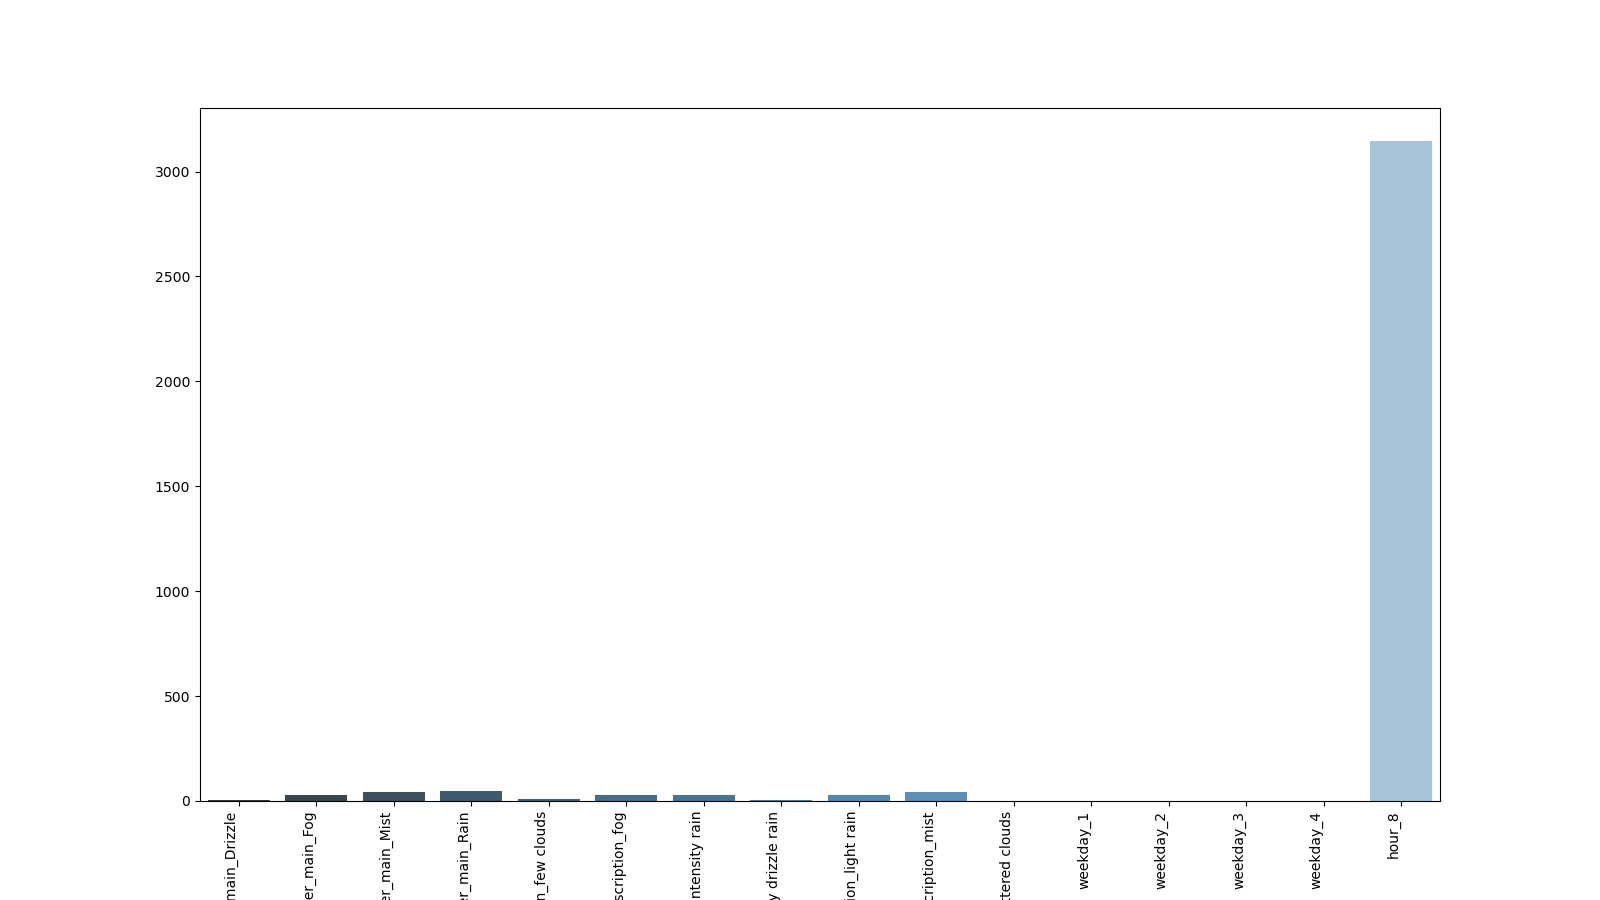 3000
2500
2000
1500
1000
500
0
main_Drizzle
er_main_Fog
er_main_Mist
er_main_Rain
n_few clouds
scription_fog
ntensity rain
y drizzle rain
ion_light rain
cription_mist
ttered clouds
weekday_1
weekday_2
weekday_3
weekday_4
hour_8